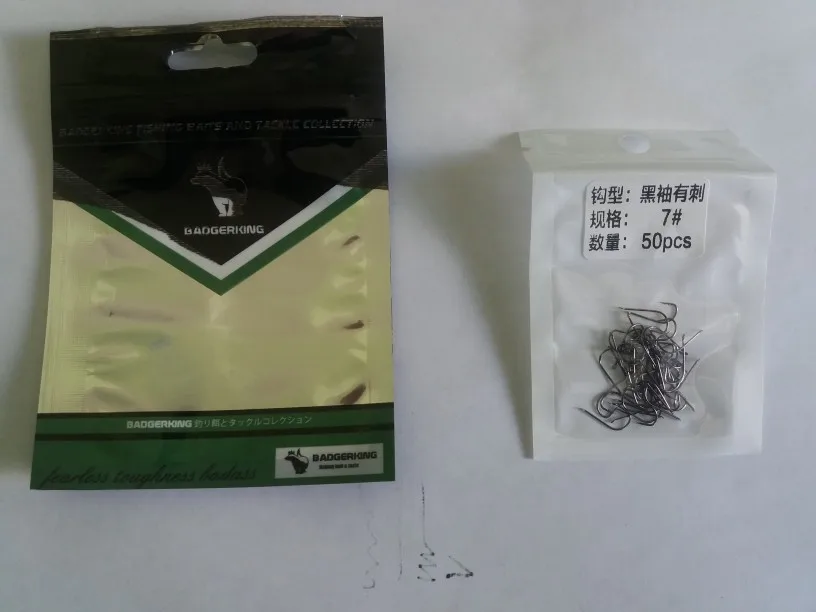 BADGERKING FISHING BAITS AND TACKLE COLLECTION
BADGERKING
BADGERKING 釣り餌とタックルコレクション
BADGERKING
fearless toughness badass
钩型：黑袖有刺
规格： 7#
数量： 50pcs